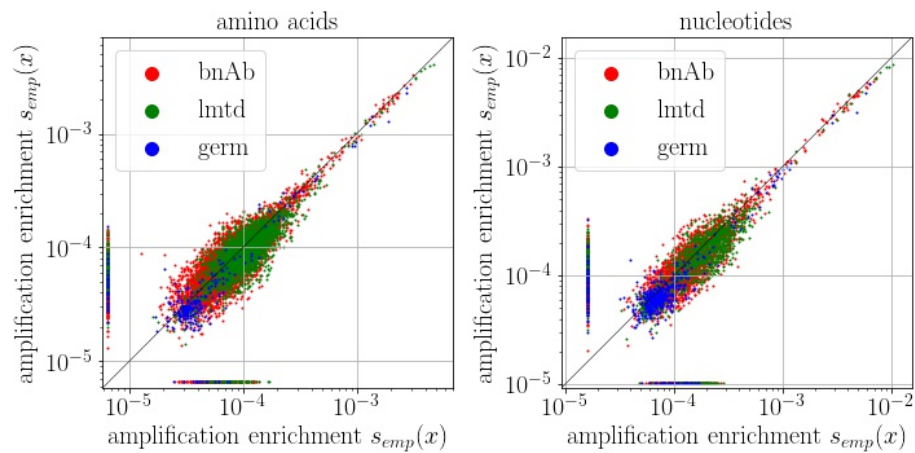 amino acids
amplification enrichment s_{emp}(x)
10^{-3}
10^{-4}
10^{-5}
bnAb
lmtd
germ
10^{-5} 10^{-4} 10^{-3}
amplification enrichment s_{emp}(x)
nucleotides
amplification enrichment s_{emp}(x)
10^{-2}
10^{-3}
10^{-4}
10^{-5}
bnAb
lmtd
germ
10^{-5} 10^{-4} 10^{-3} 10^{-2}
amplification enrichment s_{emp}(x)